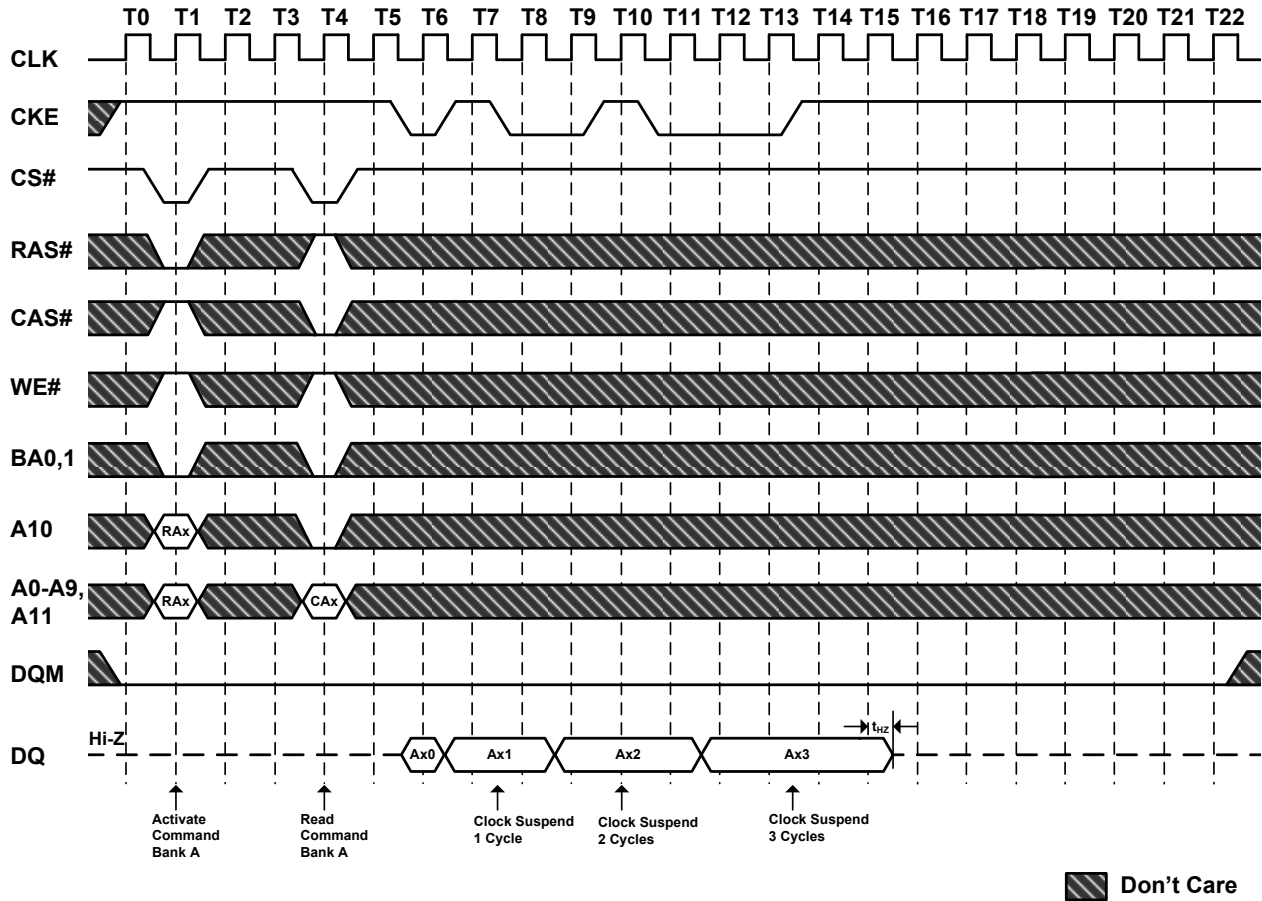 T0 T1 T2 T3 T4 T5 T6 T7 T8 T9 T10 T11 T12 T13 T14 T15 T16 T17 T18 T19 T20 T21 T22
CLK
CKE
CS#
RAS#
CAS#
WE#
BA0,1
A10
RAx
A0-A9,
A11
RAx
CAx
DQM
DQ
Hi-Z
Ax0
Ax1
Ax2
Ax3
tHZ
Activate
Command
Bank A
Read
Command
Bank A
Clock Suspend
1 Cycle
Clock Suspend
2 Cycles
Clock Suspend
3 Cycles
Don't Care